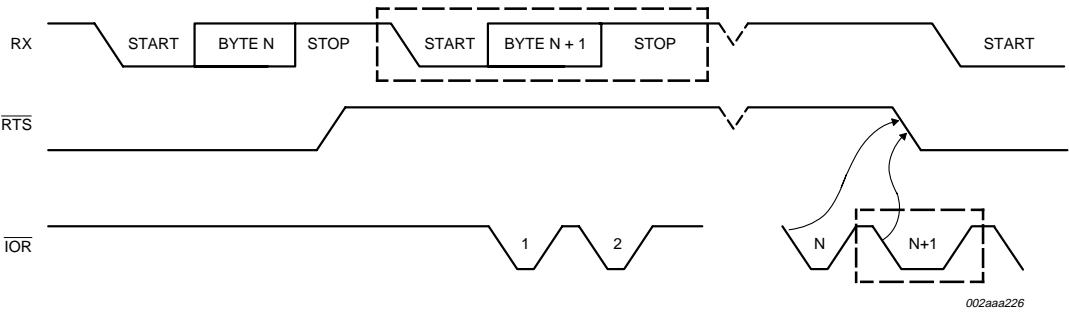 RX START BYTE N STOP START BYTE N + 1 STOP START
RTS
IOR 1 2 N N+1
002aaa226